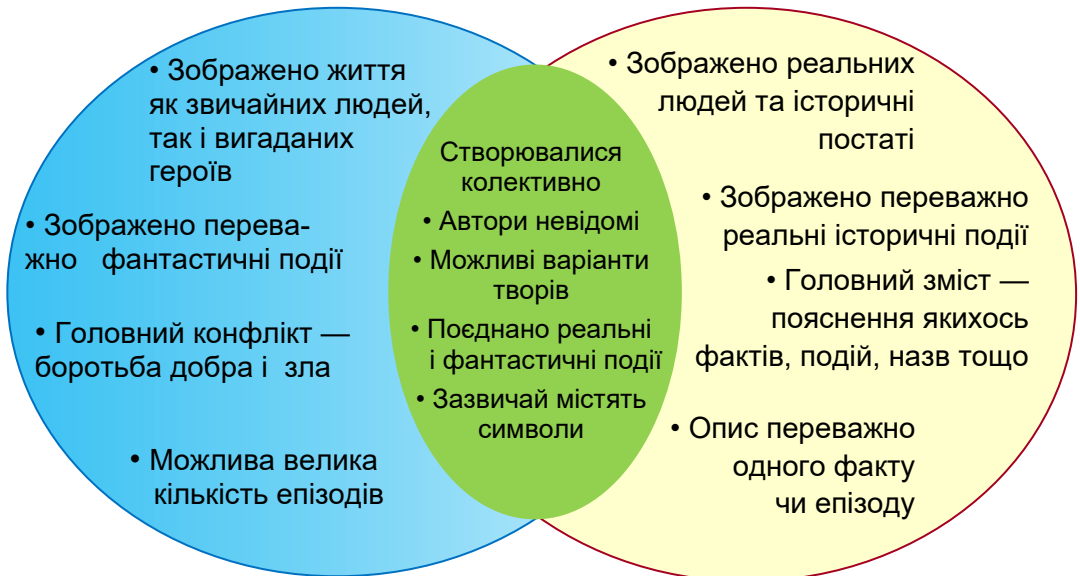 • Зображено життя
як звичайних людей,
так і вигаданих
героїв
• Зображено перева-
жно фантастичні події
• Головний конфлікт —
боротьба добра і зла
• Можлива велика
кількість епізодів
Створювалися
колективно
• Автори невідомі
• Можливі варіанти
творів
• Поєднано реальні
і фантастичні події
• Зазвичай містять
символи
• Зображено реальних
людей та історичні
постаті
• Зображено переважно
реальні історичні події
• Головний зміст —
пояснення якихось
фактів, подій, назв тощо
• Опис переважно
одного факту
чи епізоду